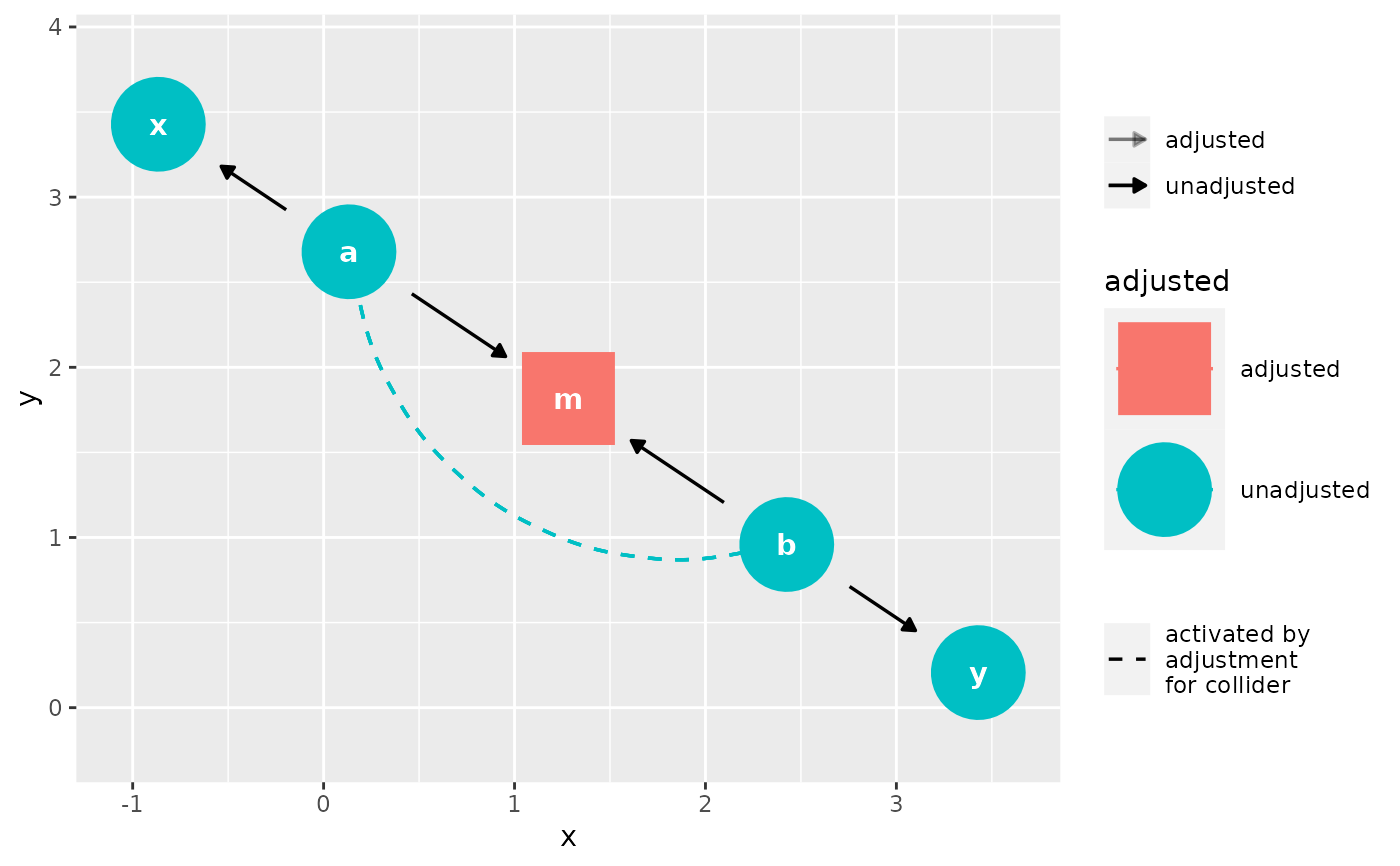 4
3
2
1
0
y
x
a
m
b
y
-1
0
1
2
3
x
adjusted
unadjusted
adjusted
adjusted
unadjusted
activated by
adjustment
for collider